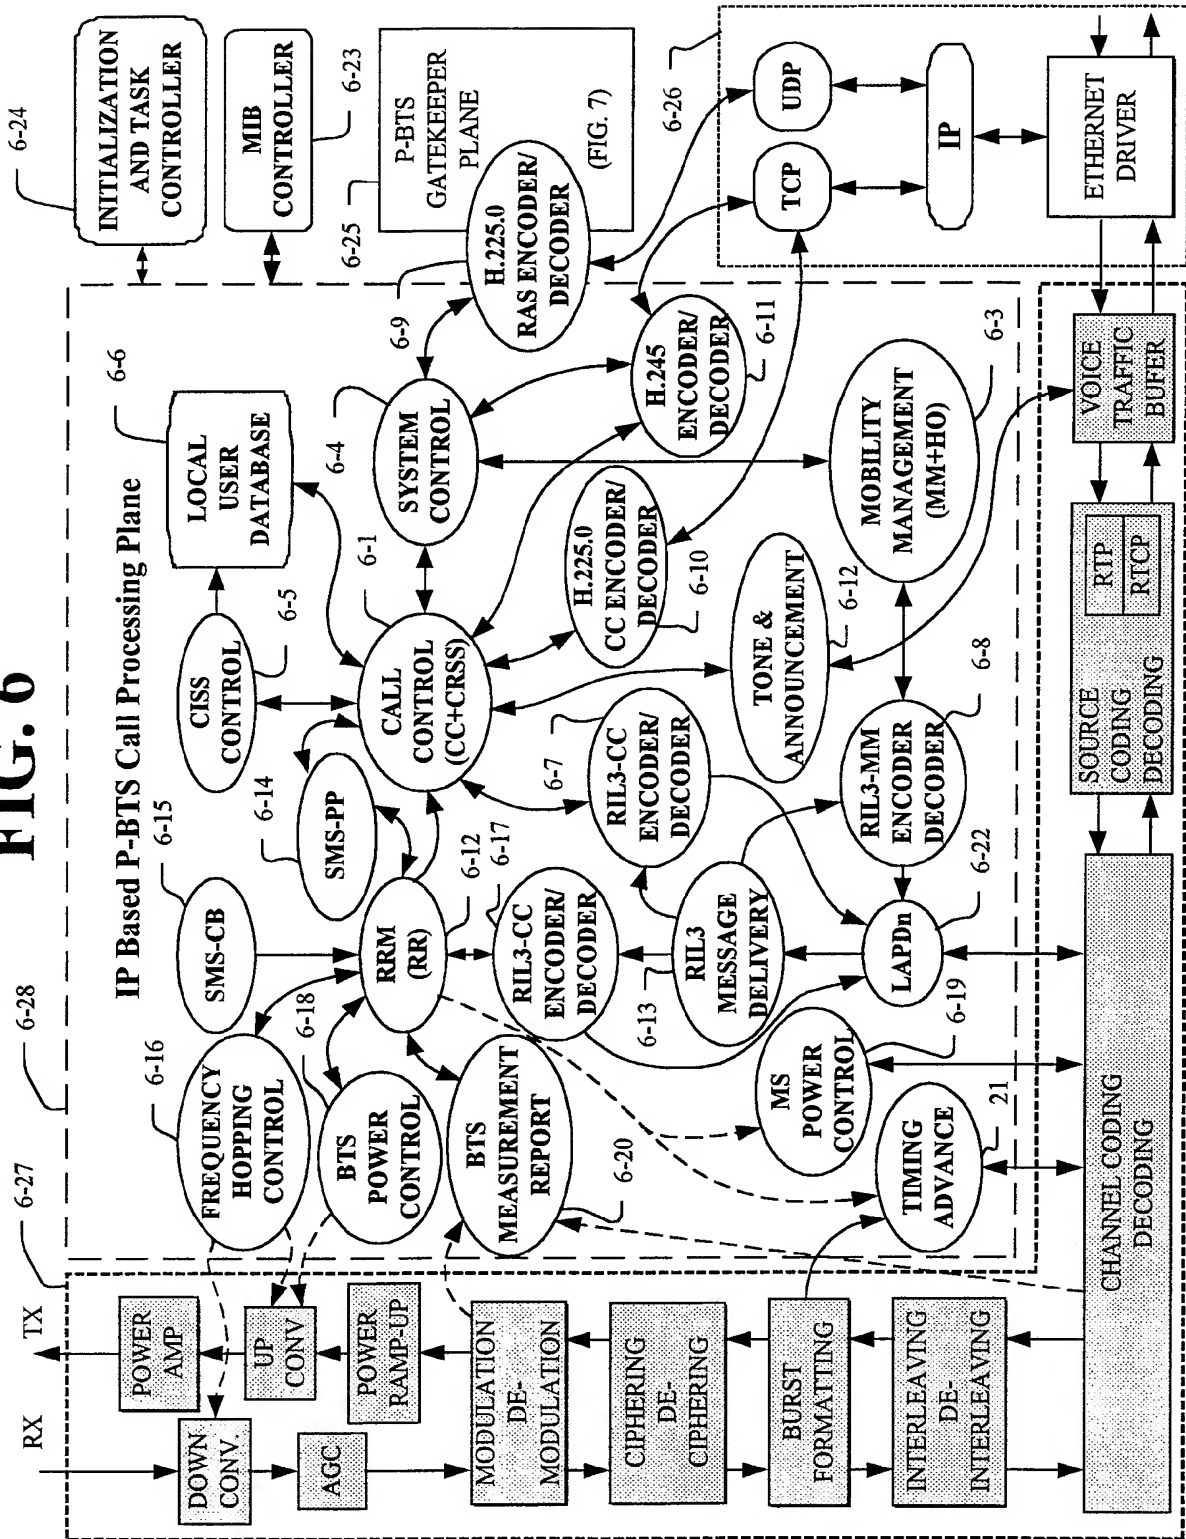 FIG. 6
IP Based P-BTS Call Processing Plane
6-27
6-28
6-24
INITIALIZATION
AND TASK
CONTROLLER
MIB
CONTROLLER
6-23
6-25
P-BTS
GATEKEEPER
PLANE
(FIG. 7)
6-26
RX
TX
POWER
AMP
DOWN
CONV.
UP
CONV
AGC
POWER
RAMP-UP
MODULATION
DE-
MODULATION
CIPHERING
DE-
CIPHERING
BURST
FORMATTING
INTERLEAVING
DE-
INTERLEAVING
CHANNEL CODING
DECODING
6-16
FREQUENCY
HOPPING
CONTROL
6-15
SMS-CB
6-14
SMS-PP
6-5
CISS
CONTROL
6-6
LOCAL
USER
DATABASE
6-18
BTS
POWER
CONTROL
RRM
(RR)
6-12
6-17
6-1
CALL
CONTROL
(CC+CRSS)
6-4
SYSTEM
CONTROL
6-9
H.225.0
RAS ENCODER/
DECODER
BTS
MEASUREMENT
REPORT
6-20
RIL3-CC
ENCODER/
DECODER
6-7
RIL3-CC
ENCODER/
DECODER
H.225.0
CC ENCODER/
DECODER
6-10
H.245
ENCODER/
DECODER
6-11
6-13
RIL3
MESSAGE
DELIVERY
TONE &
ANNOUNCEMENT
6-12
MOBILITY
MANAGEMENT
(MM+HO)
6-3
MS
POWER
CONTROL
6-19
TIMING
ADVANCE
21
LAPDn
6-22
RIL3-MM
ENCODER
DECODER
6-8
TCP
UDP
IP
ETHERNET
DRIVER
SOURCE
CODING
DECODING
RTP
RTCP
VOICE
TRAFFIC
BUFER